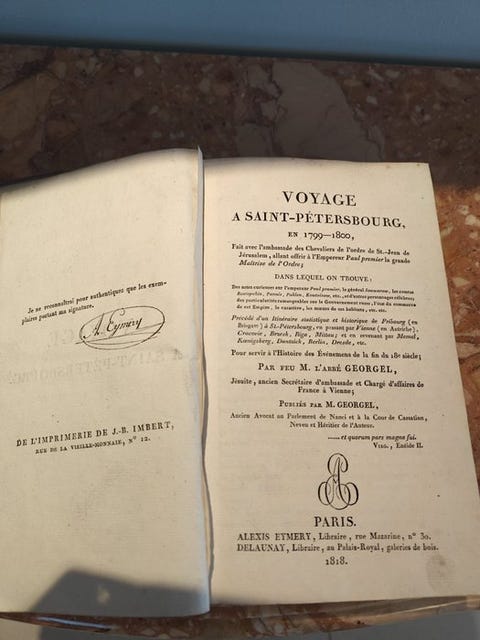 Je ne reconnaîtrai pour authentiques que les exem-
plaires portant ma signature.
A. Eymery
DE L'IMPRIMERIE DE J.-B. IMBERT,
RUE DE LA VIEILLE-MONNAIE, N° 12.
VOYAGE
A SAINT-PÉTERSBOURG,
EN 1799—1800,
Fait avec l'ambassade des Chevaliers de l'ordre de St.-Jean de
Jérusalem, allant offrir à l'Empereur Paul premier la grande
Maîtrise de l'Ordre;
DANS LEQUEL ON TROUVE:
Des notes curieuses sur l'empereur Paul premier, le général Souwarow, les comtes
Rostopchin, Pannin, Pahlen, Koutaisow, etc., et d'autres personnages célèbres;
des particularités remarquables sur le Gouvernement russe, l'état du commerce
de cet Empire, le caractère, les mœurs de ses habitans, etc. etc.
Précédé d'un Itinéraire statistique et historique de Fribourg (en
Brisgaw) à St-Pétersbourg, en passant par Vienne (en Autriche),
Cracovie, Brzesk, Riga, Mittau; et en revenant par Memel,
Kœnigsberg, Dantzick, Berlin, Dresde, etc.
Pour servir à l'Histoire des Événemens de la fin du 18e siècle;
PAR FEU M. L'ABBÉ GEORGEL,
Jésuite, ancien Secrétaire d'ambassade et Chargé d'affaires de
France à Vienne;
PUBLIÉS PAR M. GEORGEL,
Ancien Avocat au Parlement de Nanci et à la Cour de Cassation,
Neveu et Héritier de l'Auteur.
......et quorum pars magna fui.
VIRG., Enéide II.
PARIS.
ALEXIS EYMERY, Libraire, rue Mazarine, n° 30.
DELAUNAY, Libraire, au Palais-Royal, galeries de bois.
1818.